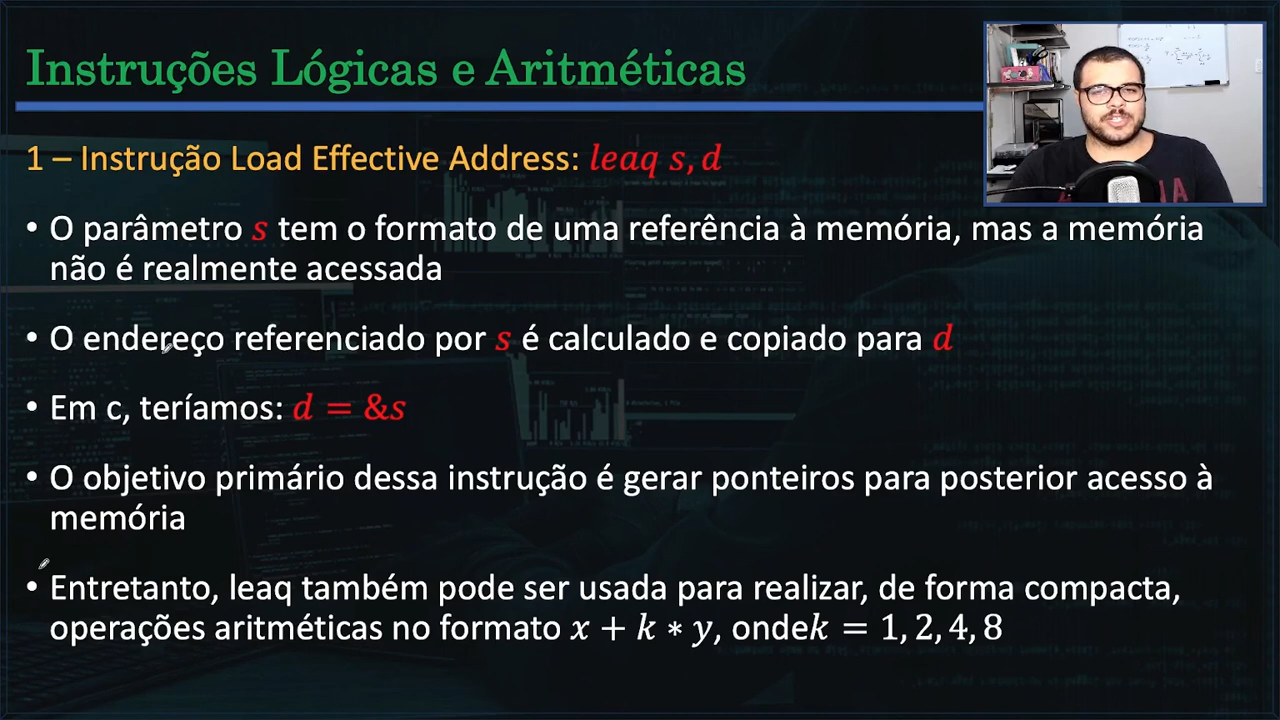 Instruções Lógicas e Aritméticas
1 – Instrução Load Effective Address: leaq s, d
• O parâmetro s tem o formato de uma referência à memória, mas a memória
não é realmente acessada
• O endereço referenciado por s é calculado e copiado para d
• Em c, teríamos: d = &s
• O objetivo primário dessa instrução é gerar ponteiros para posterior acesso à
memória
• Entretanto, leaq também pode ser usada para realizar, de forma compacta,
operações aritméticas no formato x + k ∗ y, ondek = 1, 2, 4, 8